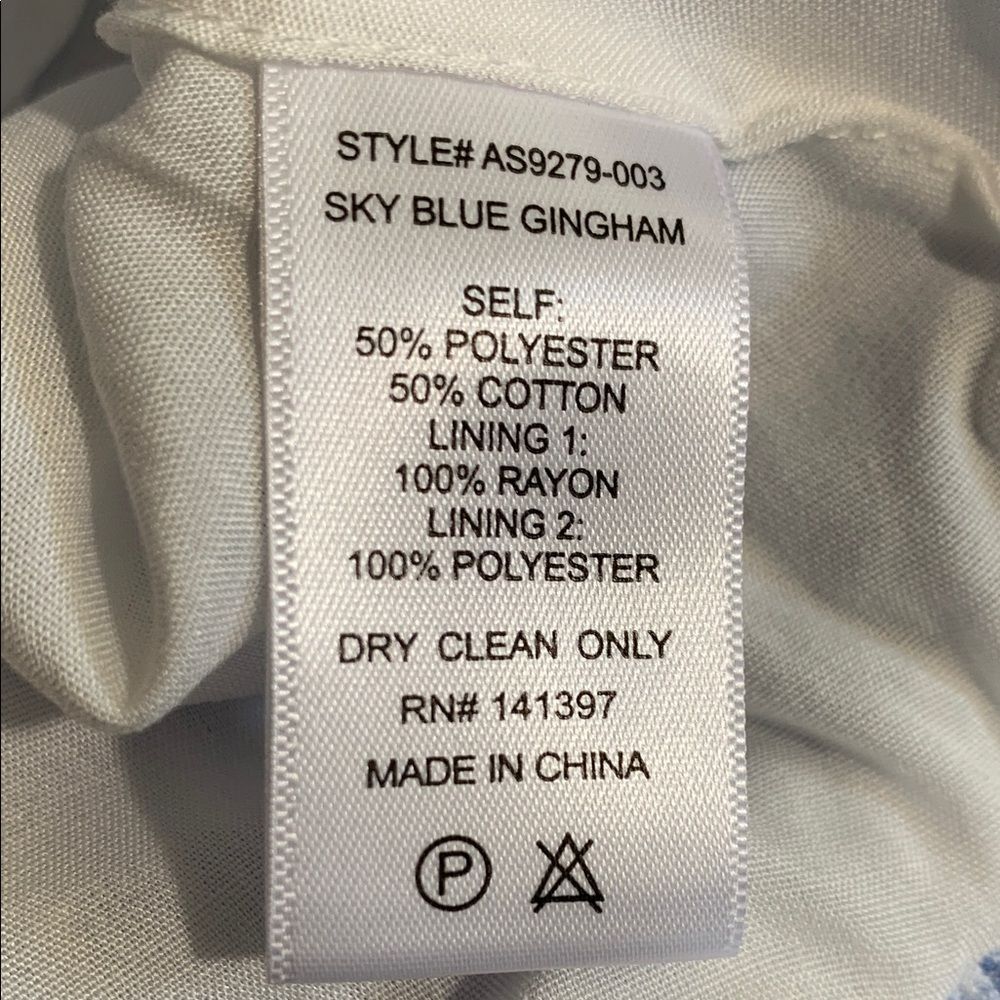 STYLE# AS9279-003
SKY BLUE GINGHAM
SELF:
50% POLYESTER
50% COTTON
LINING 1:
100% RAYON
LINING 2:
100% POLYESTER
DRY CLEAN ONLY
RN# 141397
MADE IN CHINA
P